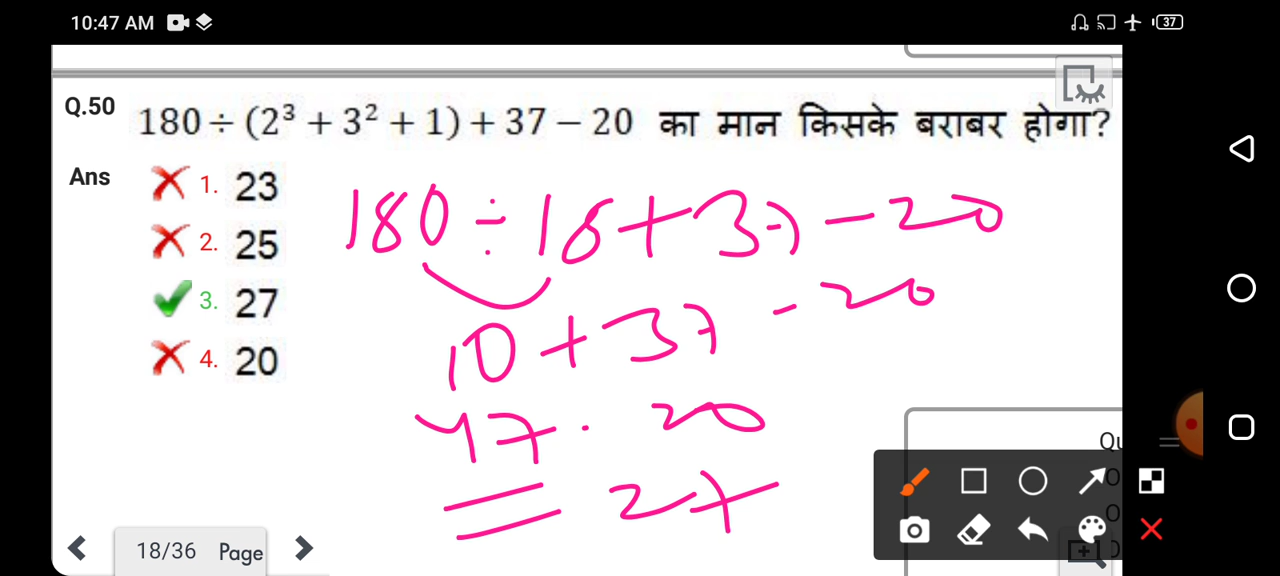 10:47 AM
37
Q.50 180 ÷ (2³ + 3² + 1) + 37 − 20 का मान किसके बराबर होगा?
Ans
1. 23
2. 25
3. 27
4. 20
180 ÷ 18 + 37 - 20
10 + 37 - 20
47 - 20
= 27
Qu
18/36 Page